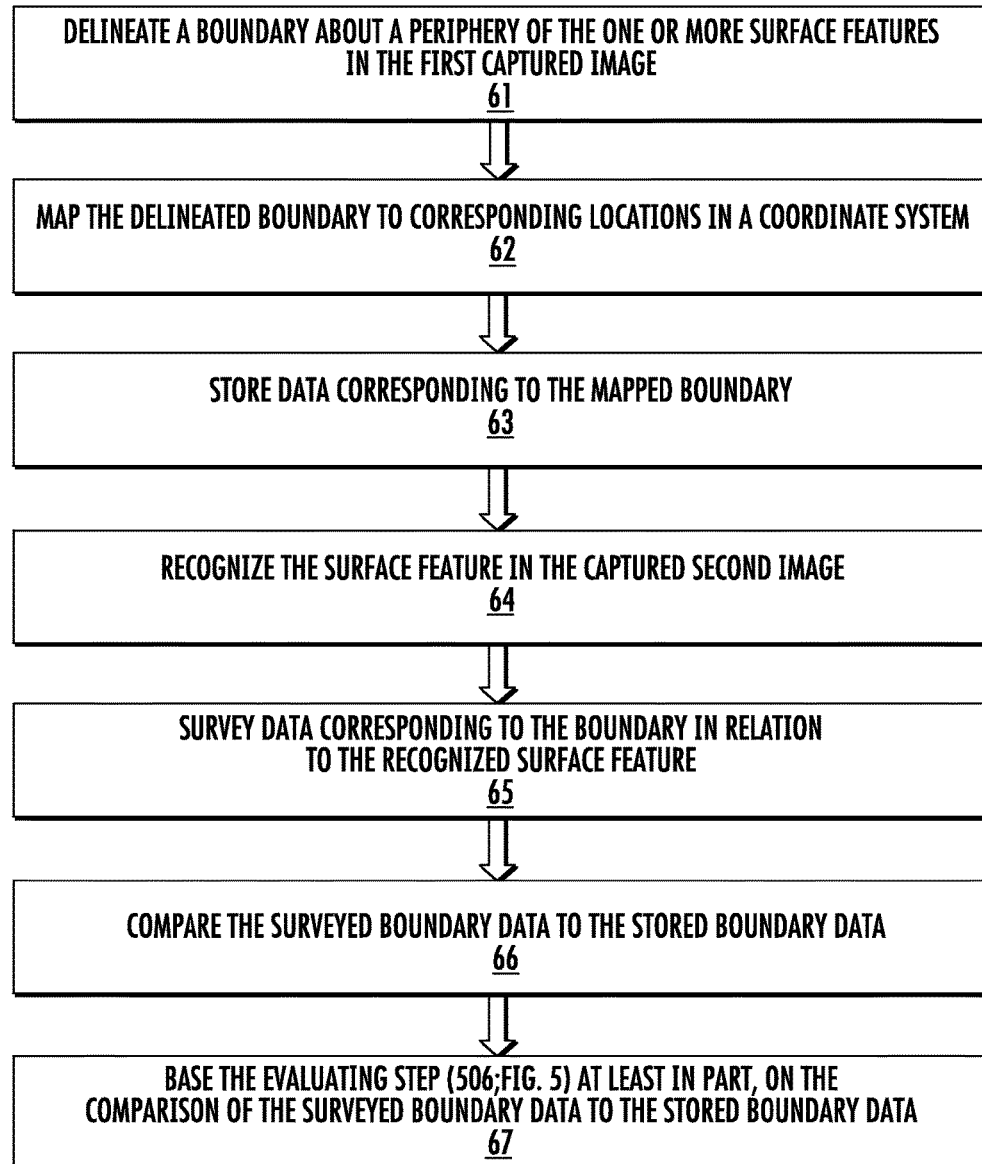 DELINEATE A BOUNDARY ABOUT A PERIPHERY OF THE ONE OR MORE SURFACE FEATURES
IN THE FIRST CAPTURED IMAGE
61
MAP THE DELINEATED BOUNDARY TO CORRESPONDING LOCATIONS IN A COORDINATE SYSTEM
62
STORE DATA CORRESPONDING TO THE MAPPED BOUNDARY
63
RECOGNIZE THE SURFACE FEATURE IN THE CAPTURED SECOND IMAGE
64
SURVEY DATA CORRESPONDING TO THE BOUNDARY IN RELATION
TO THE RECOGNIZED SURFACE FEATURE
65
COMPARE THE SURVEYED BOUNDARY DATA TO THE STORED BOUNDARY DATA
66
BASE THE EVALUATING STEP (506;FIG. 5) AT LEAST IN PART, ON THE
COMPARISON OF THE SURVEYED BOUNDARY DATA TO THE STORED BOUNDARY DATA
67